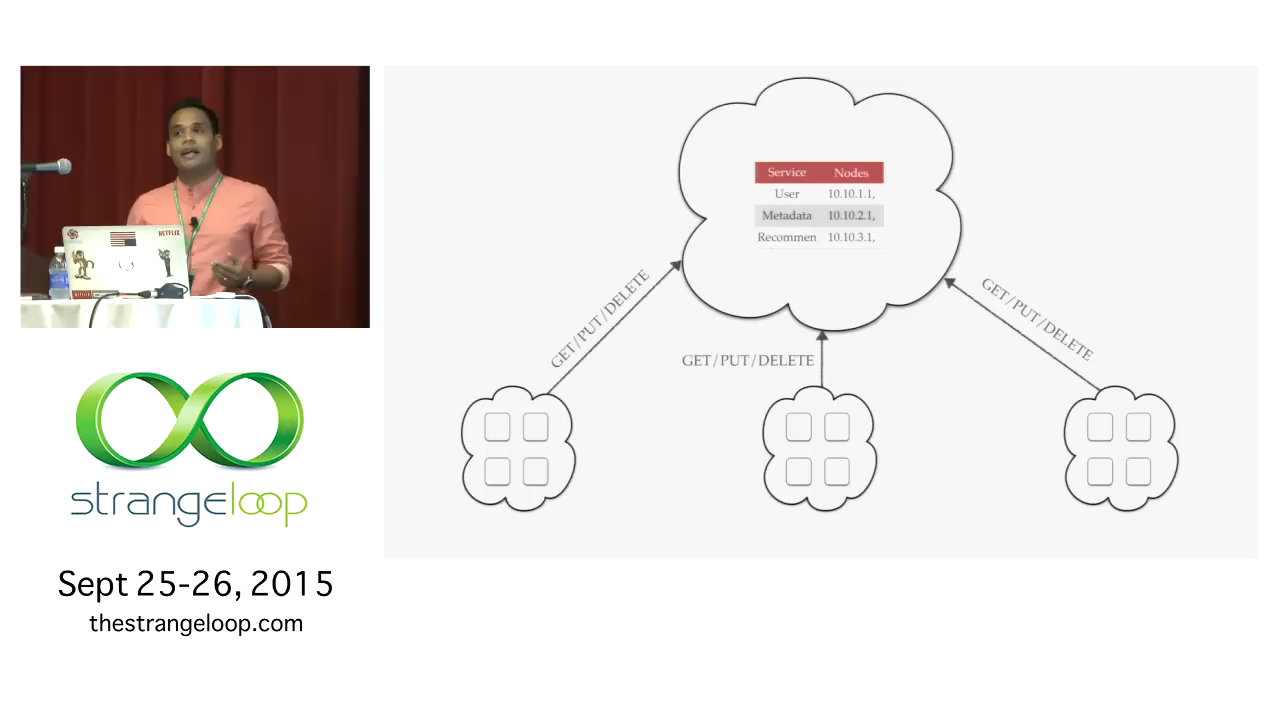 NETFLIX
strangeloop
Sept 25-26, 2015
thestrangeloop.com
Service Nodes
User 10.10.1.1,
Metadata 10.10.2.1,
Recommen 10.10.3.1,
GET/PUT/DELETE
GET/PUT/DELETE
GET/PUT/DELETE